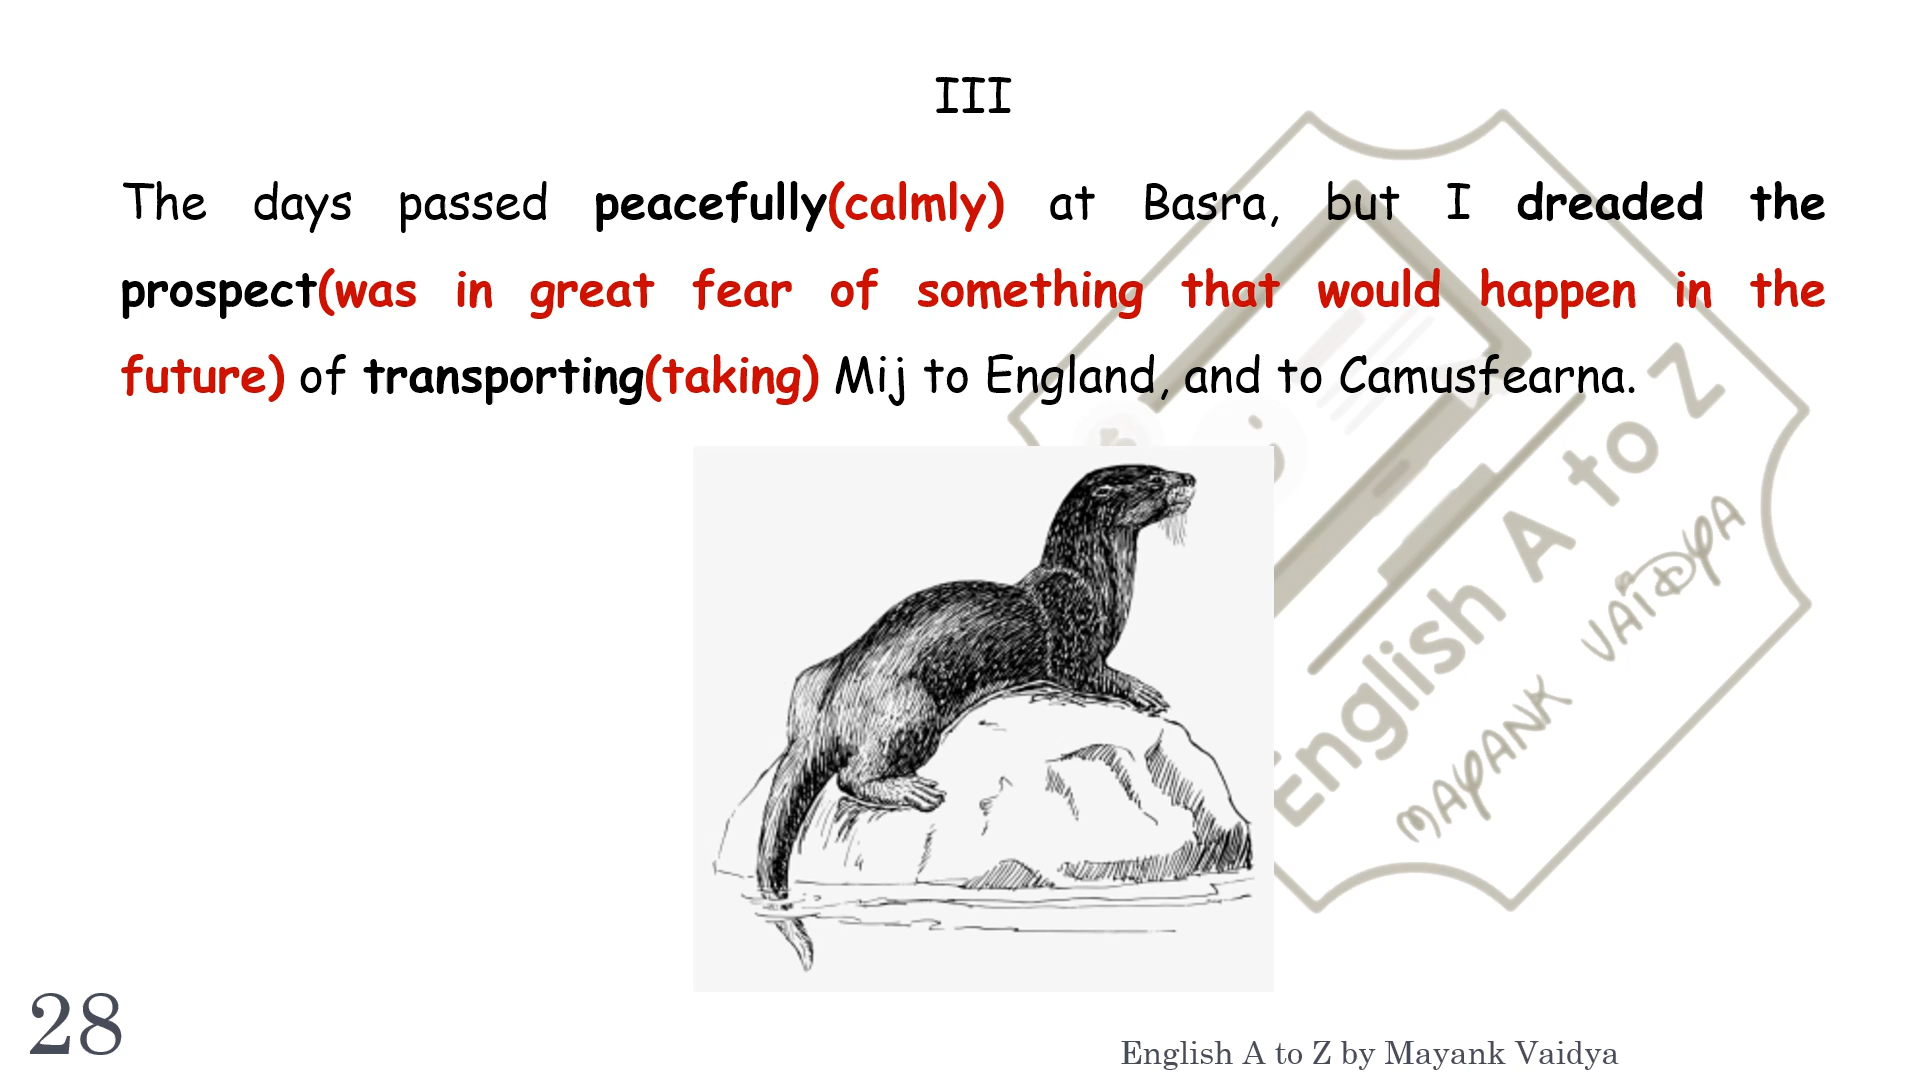 III
The days passed peacefully(calmly) at Basra, but I dreaded the
prospect(was in great fear of something that would happen in the
future) of transporting(taking) Mij to England, and to Camusfearna.
English A to Z
MAYANK VAIDYA
28
English A to Z by Mayank Vaidya